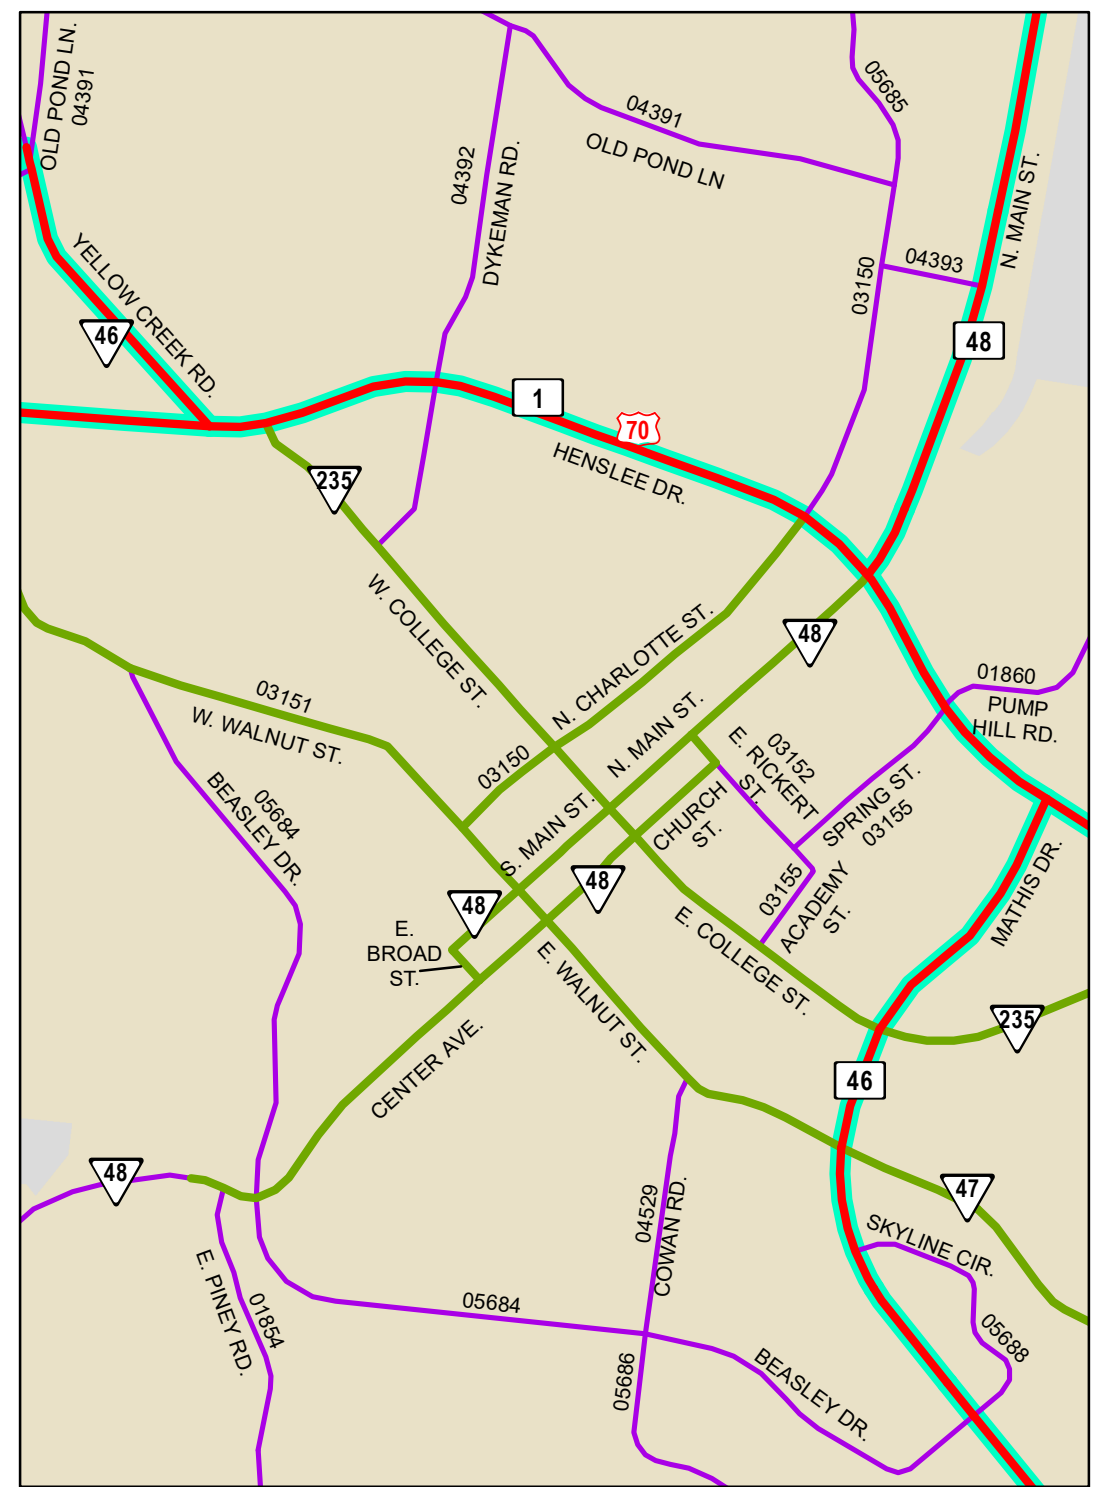 OLD POND LN.
04391
04391
OLD POND LN
05685
04392
DYKEMAN RD.
N. MAIN ST.
04393
03150
YELLOW CREEK RD.
46
48
1
70
HENSLEE DR.
235
W. COLLEGE ST.
N. CHARLOTTE ST.
48
03151
W. WALNUT ST.
01860
PUMP
HILL RD.
N. MAIN ST.
03150
E. RICKERT
ST.
03152
SPRING ST.
03155
05684
BEASLEY DR.
S. MAIN ST.
CHURCH
ST.
48
48
03155
ACADEMY
ST.
MATHIS DR.
E.
BROAD
ST.
E. WALNUT ST.
E. COLLEGE ST.
235
CENTER AVE.
46
48
47
04529
COWAN RD.
SKYLINE CIR.
E. PINEY RD.
01854
05684
05688
05686
BEASLEY DR.